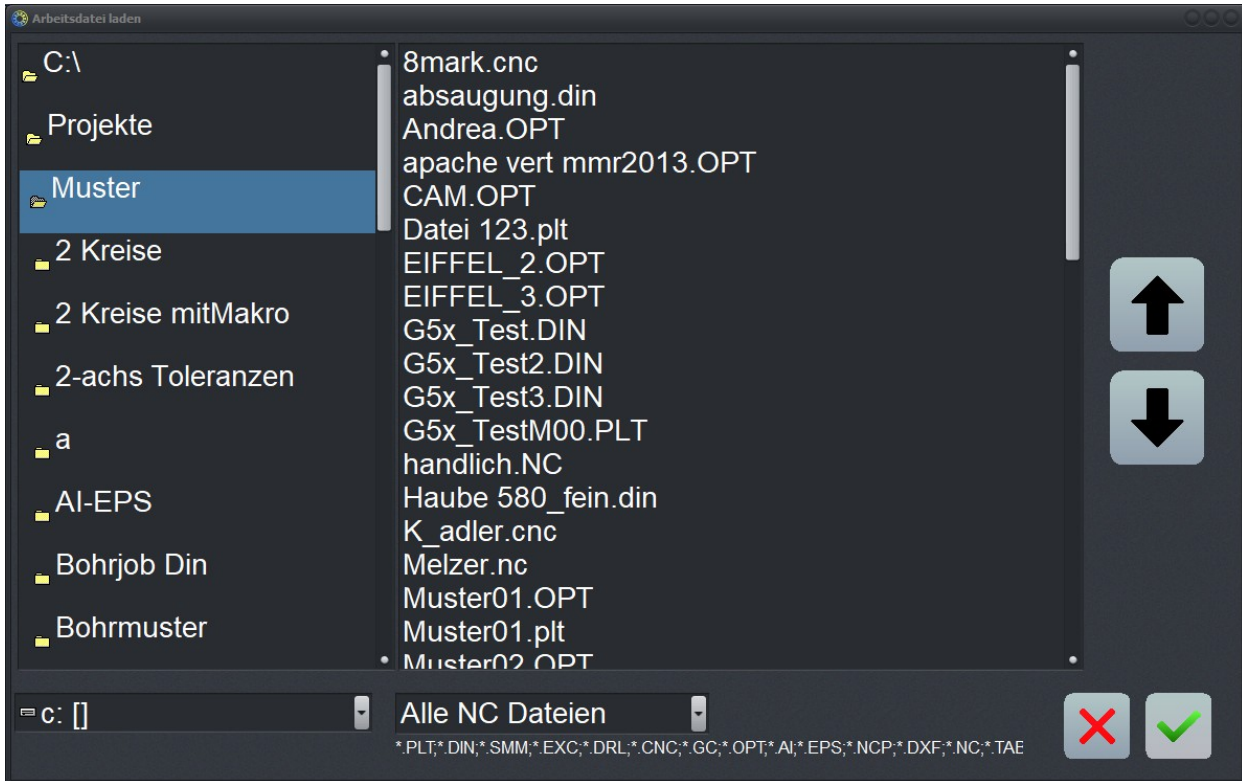 Arbeitsdatei laden
C:\
Projekte
Muster
2 Kreise
2 Kreise mitMakro
2-achs Toleranzen
a
AI-EPS
Bohrjob Din
Bohrmuster
8mark.cnc
absaugung.din
Andrea.OPT
apache vert mmr2013.OPT
CAM.OPT
Datei 123.plt
EIFFEL_2.OPT
EIFFEL_3.OPT
G5x_Test.DIN
G5x_Test2.DIN
G5x_Test3.DIN
G5x_TestM00.PLT
handlich.NC
Haube 580_fein.din
K_adler.cnc
Melzer.nc
Muster01.OPT
Muster01.plt
Muster02.OPT
c: []
Alle NC Dateien
*.PLT;*.DIN;*.SMM;*.EXC;*.DRL;*.CNC;*.GC;*.OPT;*.AI;*.EPS;*.NCP;*.DXF;*.NC;*.TAE